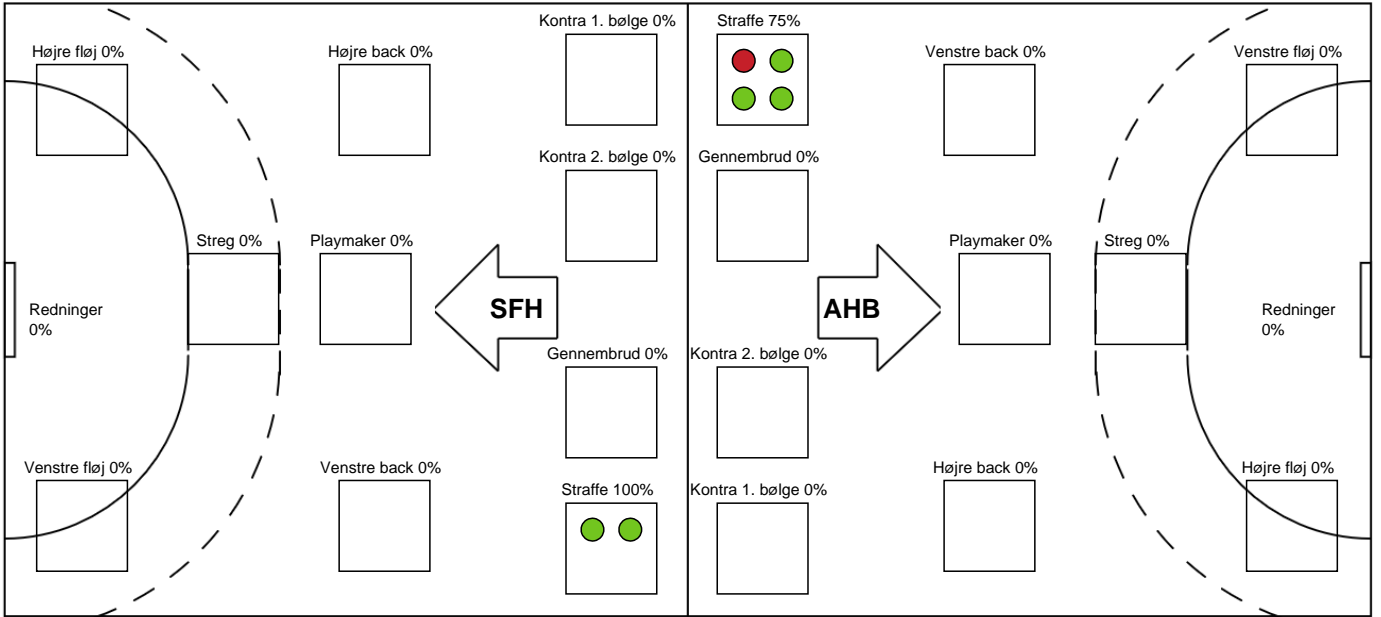 Kontra 1. bølge 0%
Straffe 75%
Højre fløj 0%
Højre back 0%
Venstre back 0%
Venstre fløj 0%
Kontra 2. bølge 0%
Gennembrud 0%
Streg 0%
Playmaker 0%
Playmaker 0%
Streg 0%
Redninger
0%
SFH
AHB
Redninger
0%
Gennembrud 0%
Kontra 2. bølge 0%
Venstre fløj 0%
Venstre back 0%
Højre back 0%
Højre fløj 0%
Straffe 100%
Kontra 1. bølge 0%